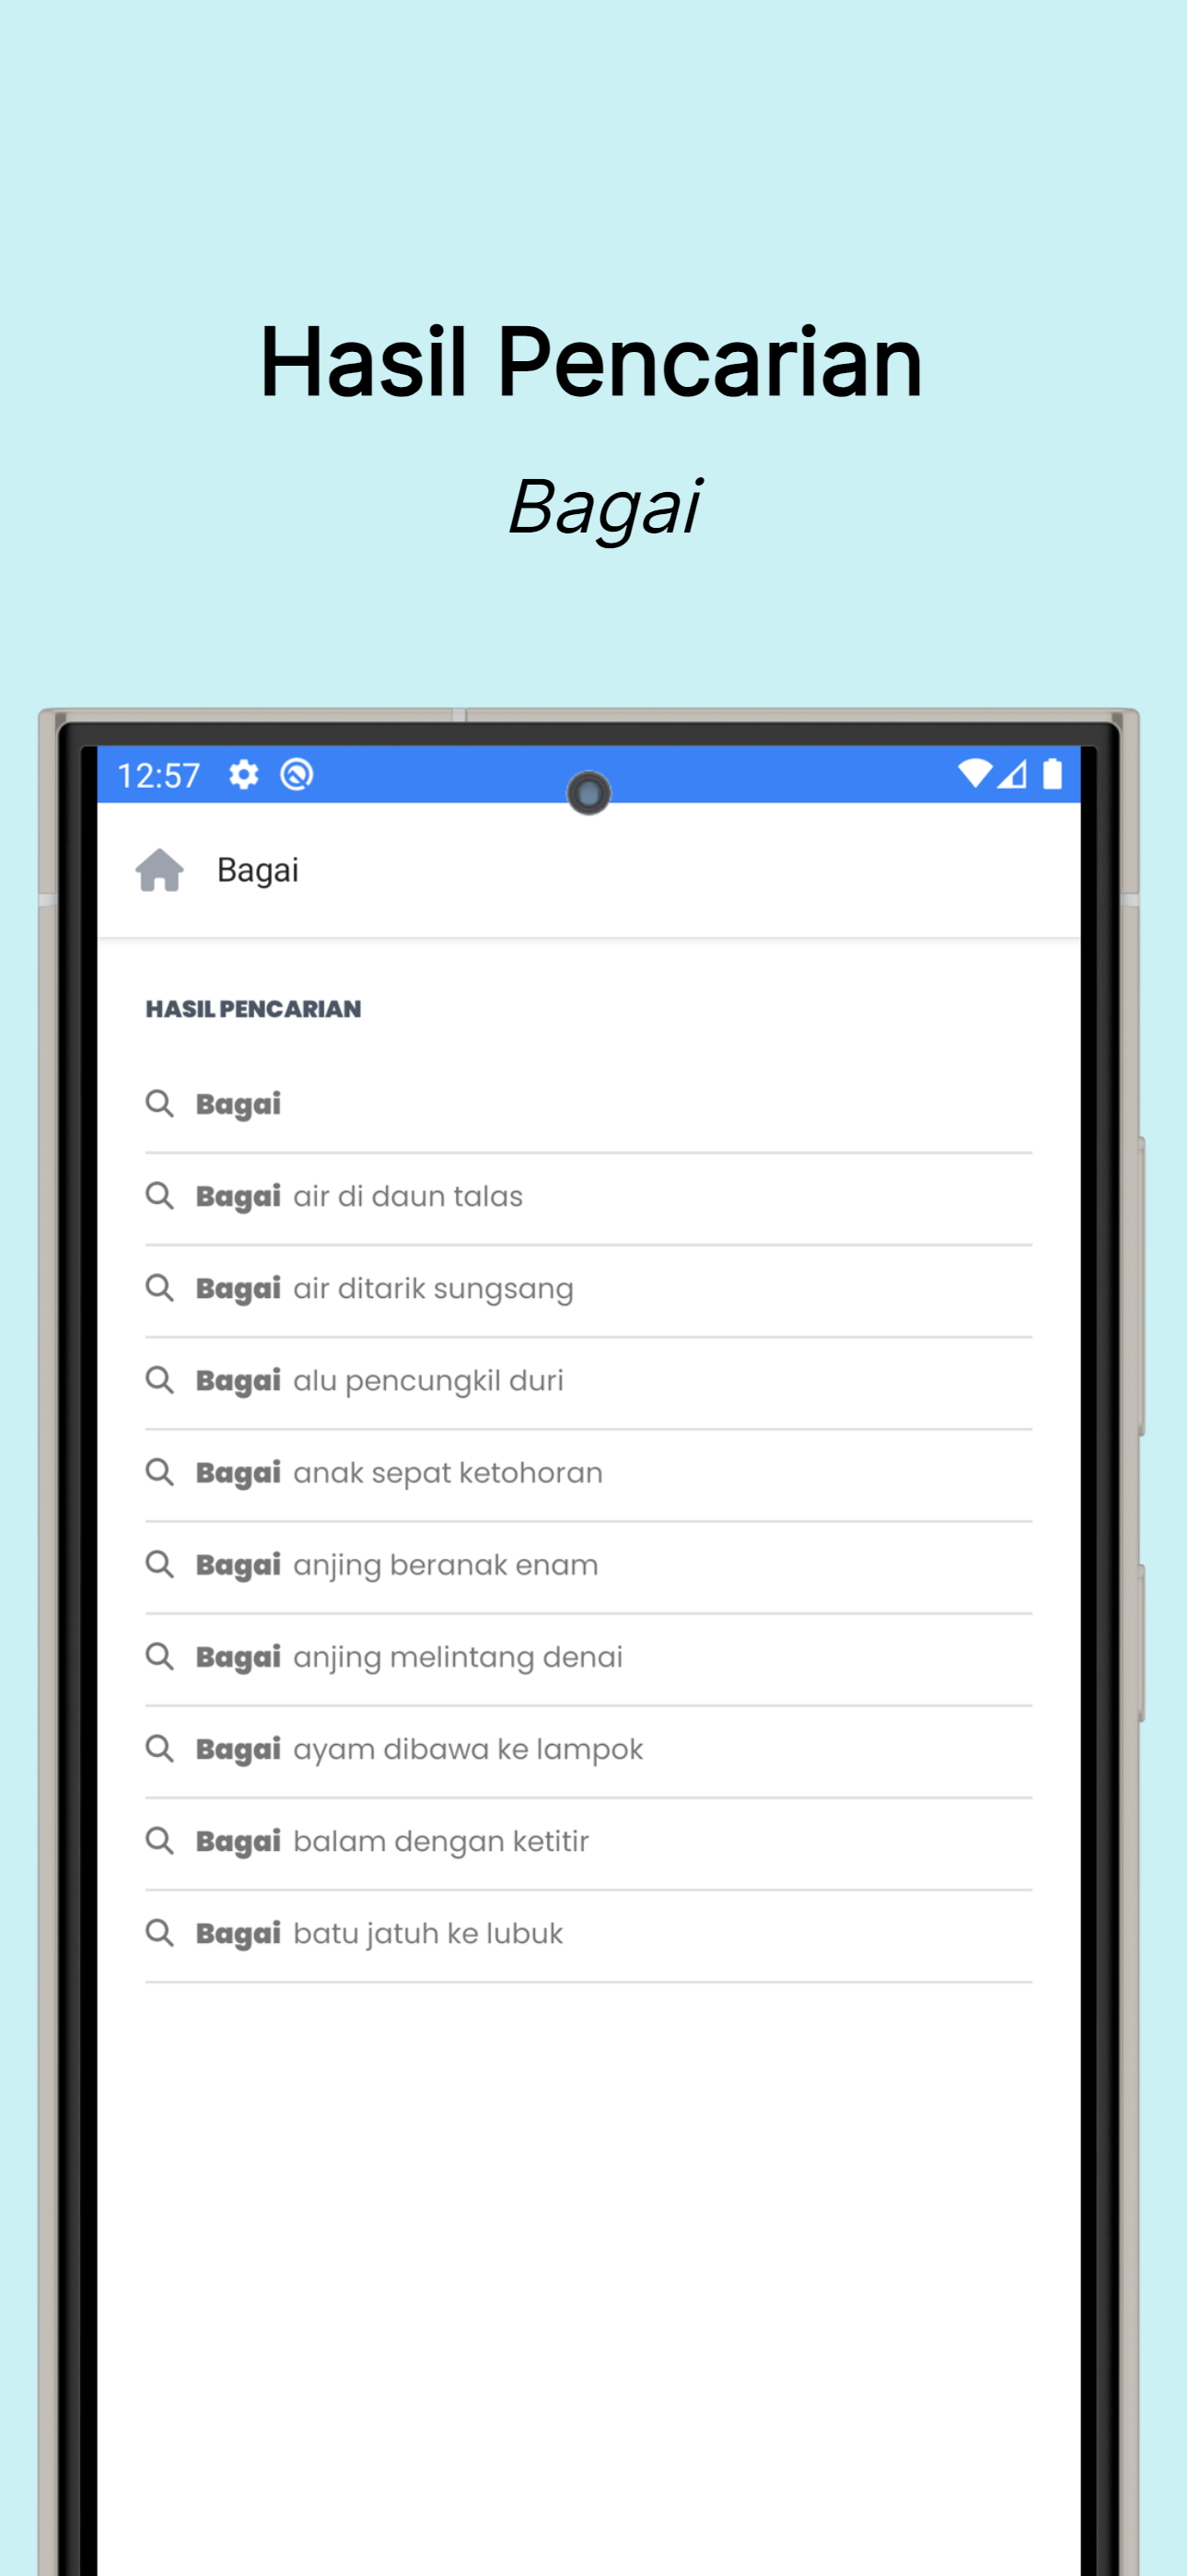 Hasil Pencarian
Bagai
12:57
Bagai
HASIL PENCARIAN
Bagai
Bagai air di daun talas
Bagai air ditarik sungsang
Bagai alu pencungkil duri
Bagai anak sepat ketohoran
Bagai anjing beranak enam
Bagai anjing melintang denai
Bagai ayam dibawa ke lampok
Bagai balam dengan ketitir
Bagai batu jatuh ke lubuk